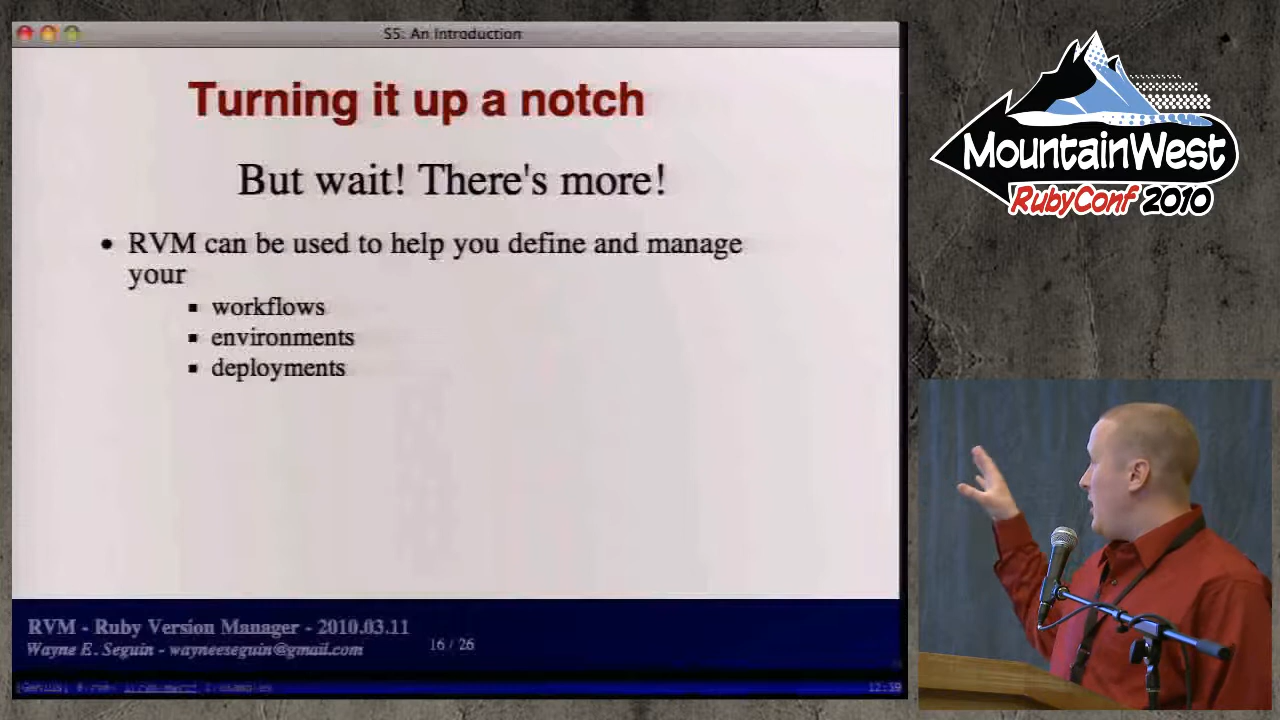 S5: An Introduction
Turning it up a notch
But wait! There's more!
• RVM can be used to help you define and manage
your
▪ workflows
▪ environments
▪ deployments
RVM - Ruby Version Manager - 2010.03.11
Wayne E. Seguin - wayneeseguin@gmail.com
16 / 26
12:39
MountainWest
RubyConf 2010